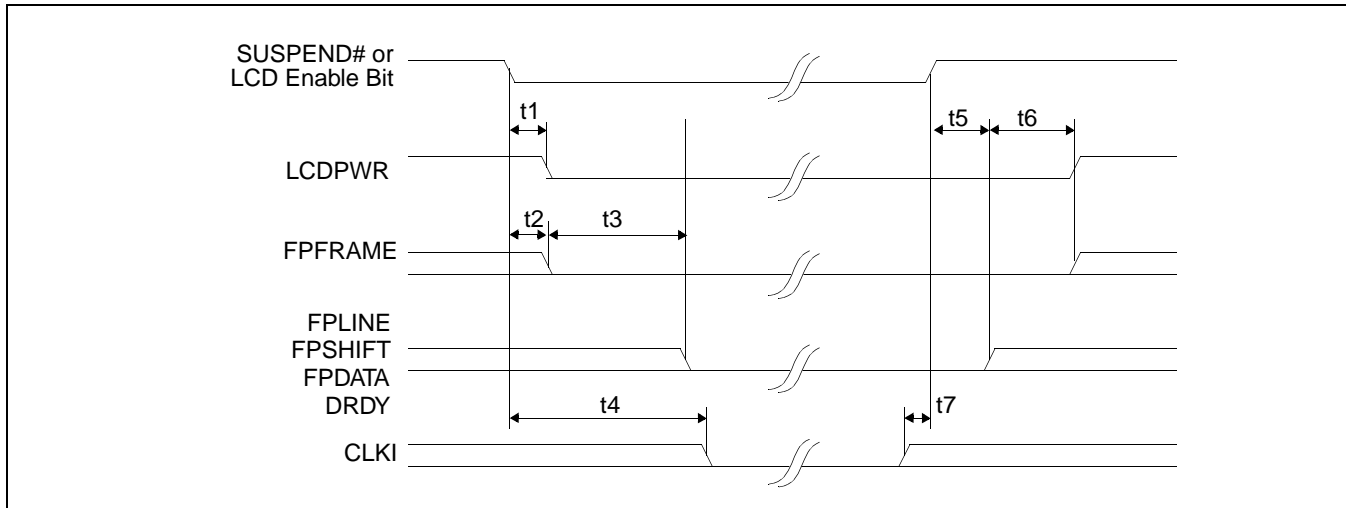 SUSPEND# or
LCD Enable Bit
t1
t5
t6
LCDPWR
t2
t3
FPFRAME
FPLINE
FPSHIFT
FPDATA
DRDY
t4
t7
CLKI